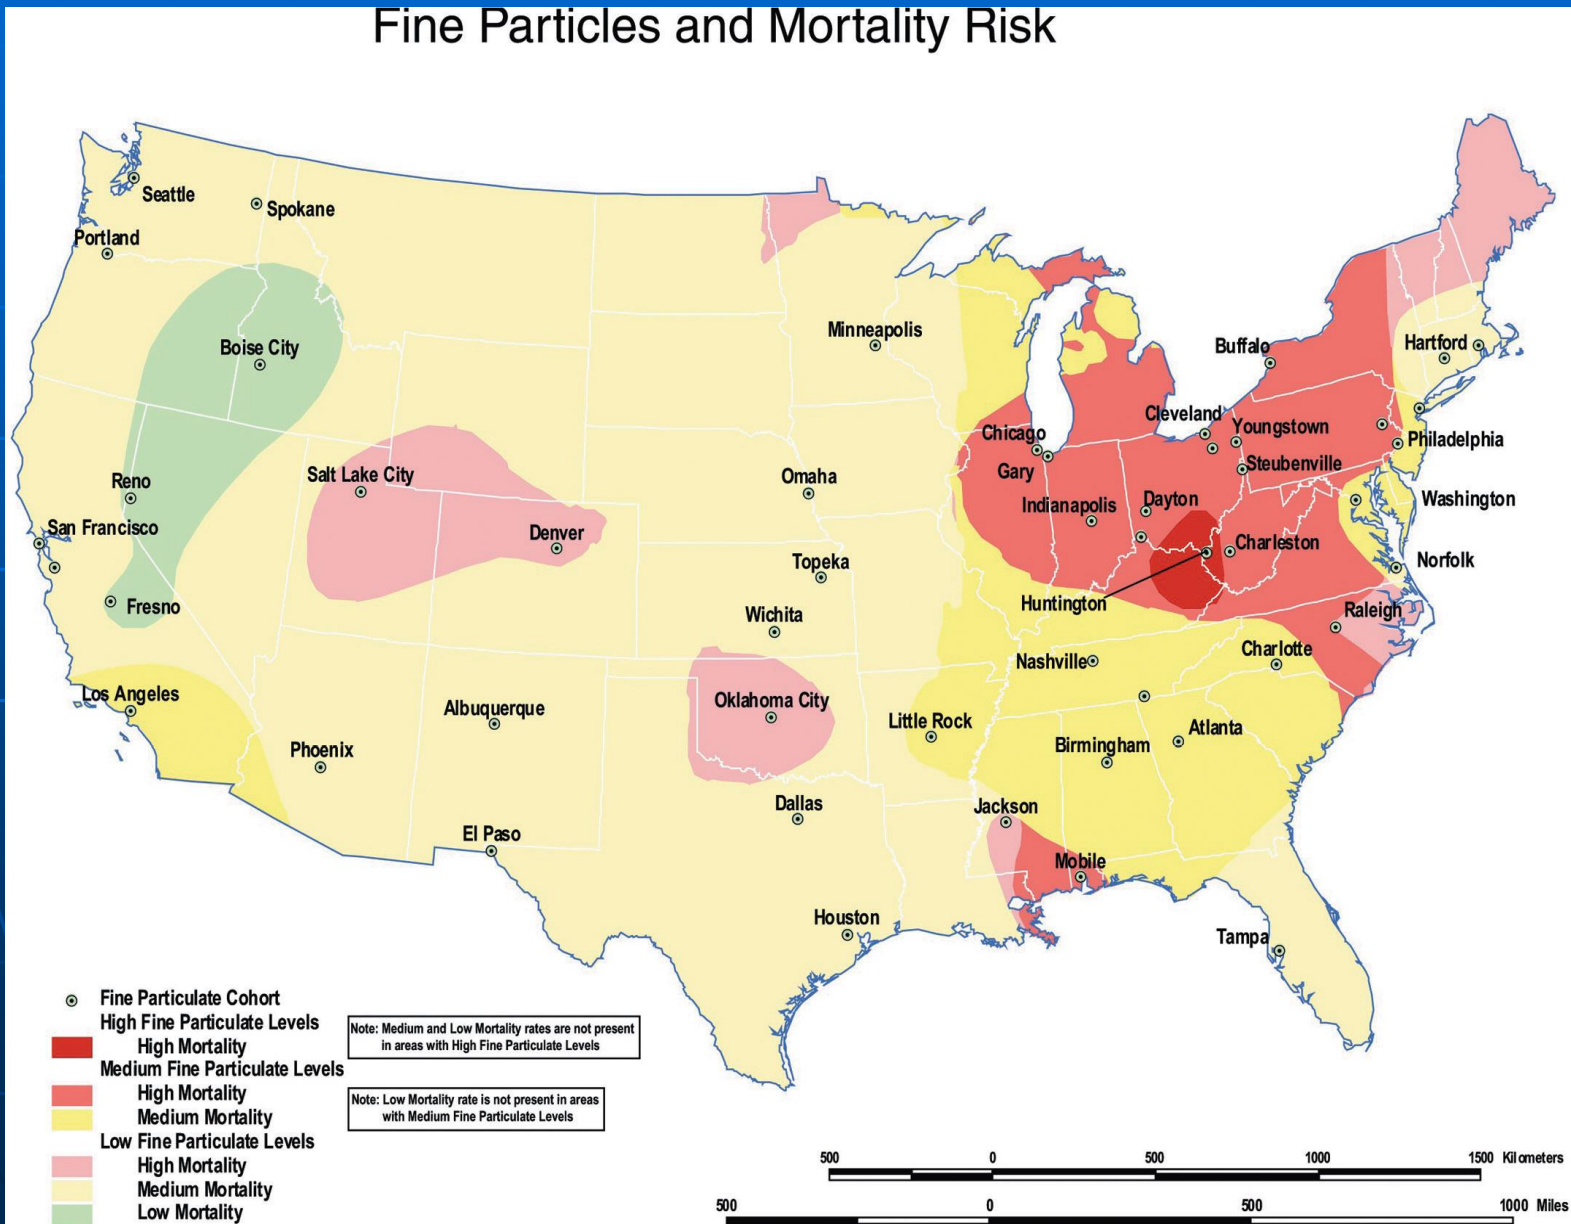 Fine Particles and Mortality Risk
Seattle
Spokane
Portland
Minneapolis
Boise City
Buffalo
Hartford
Cleveland
Youngstown
Chicago
Philadelphia
Gary
Steubenville
Salt Lake City
Reno
Omaha
Indianapolis
Dayton
Washington
San Francisco
Denver
Charleston
Topeka
Norfolk
Fresno
Huntington
Wichita
Raleigh
Nashville
Charlotte
Los Angeles
Albuquerque
Oklahoma City
Little Rock
Atlanta
Phoenix
Birmingham
Dallas
Jackson
El Paso
Mobile
Houston
Tampa
Fine Particulate Cohort
High Fine Particulate Levels
High Mortality
Note: Medium and Low Mortality rates are not present
in areas with High Fine Particulate Levels
Medium Fine Particulate Levels
High Mortality
Medium Mortality
Note: Low Mortality rate is not present in areas
with Medium Fine Particulate Levels
Low Fine Particulate Levels
High Mortality
Medium Mortality
Low Mortality
500 0 500 1000 1500 Kilometers
500 0 500 1000 Miles